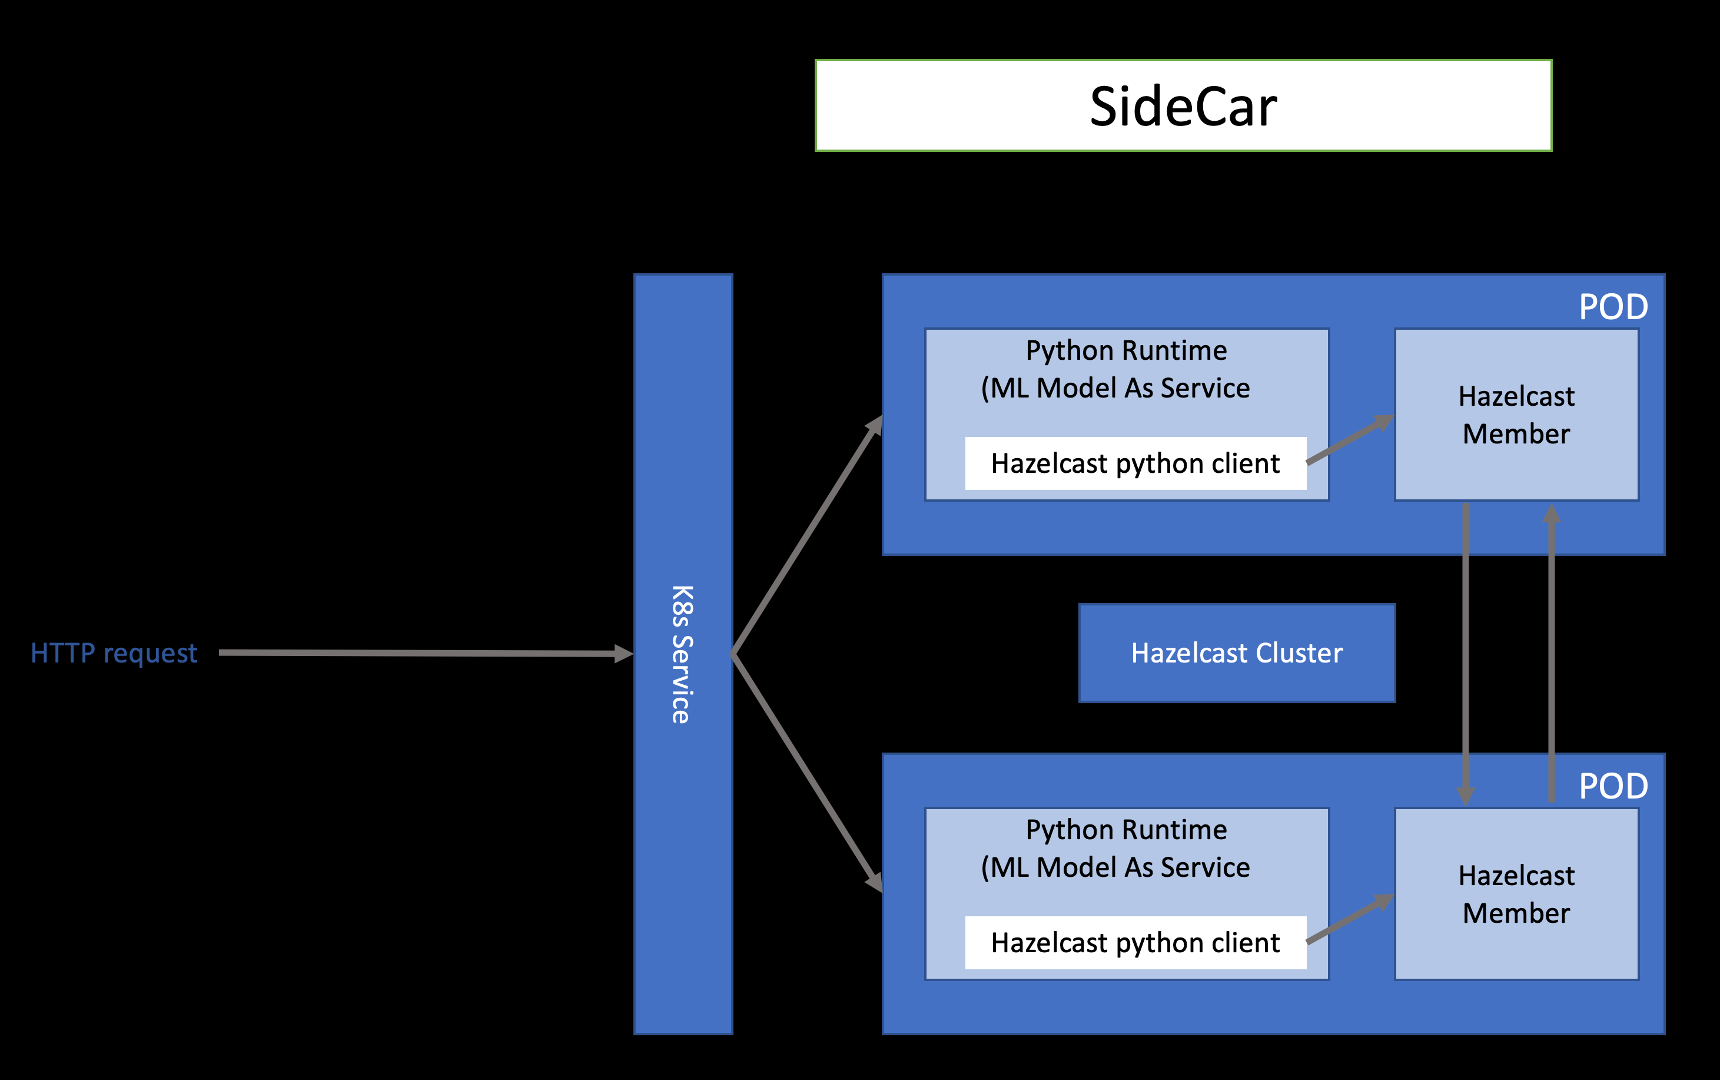 SideCar
POD
Python Runtime
(ML Model As Service
Hazelcast python client
Hazelcast
Member
HTTP request
K8s Service
Hazelcast Cluster
POD
Python Runtime
(ML Model As Service
Hazelcast python client
Hazelcast
Member